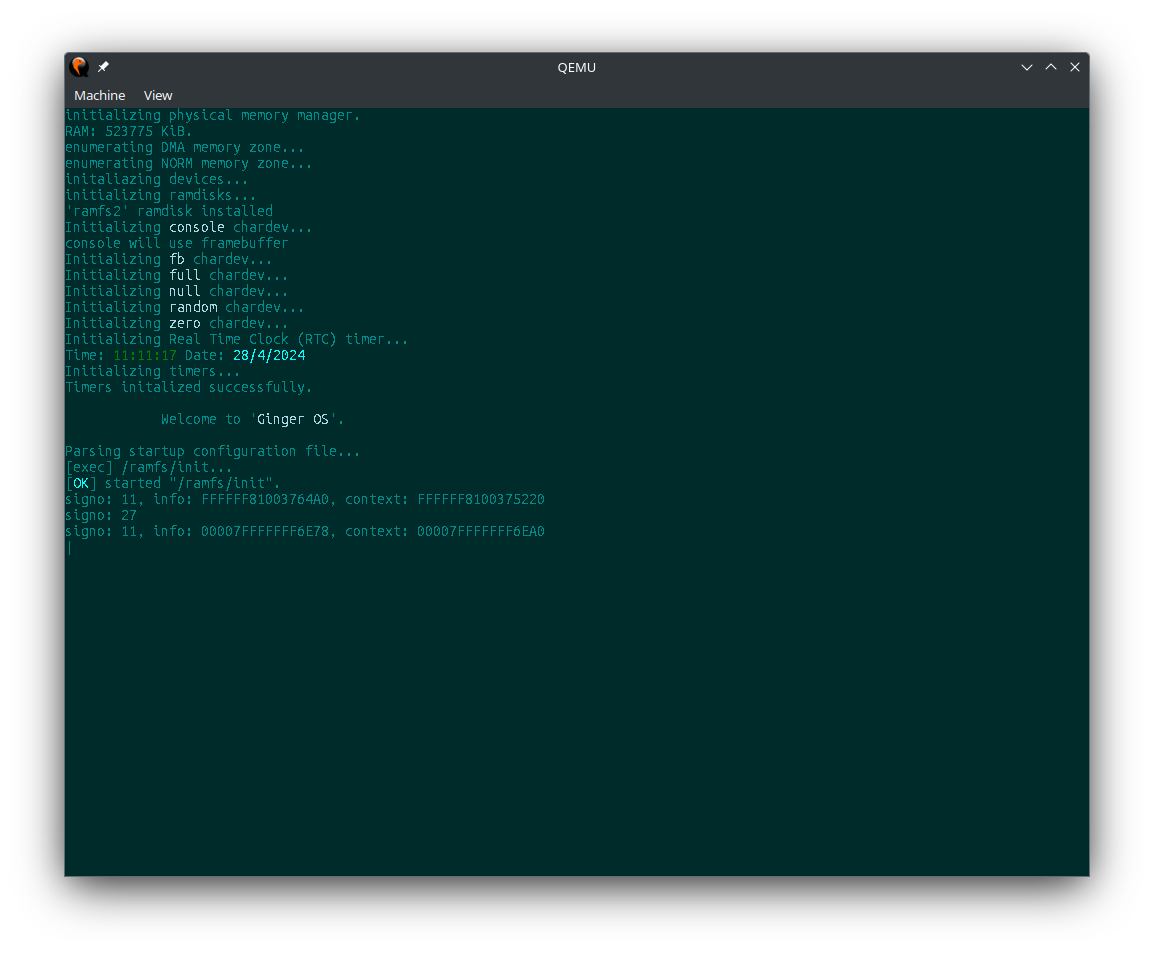 QEMU
Machine View
initializing physical memory manager.
RAM: 523775 KiB.
enumerating DMA memory zone...
enumerating NORM memory zone...
initaliazing devices...
initializing ramdisks...
'ramfs2' ramdisk installed
Initializing console chardev...
console will use framebuffer
Initializing fb chardev...
Initializing full chardev...
Initializing null chardev...
Initializing random chardev...
Initializing zero chardev...
Initializing Real Time Clock (RTC) timer...
Time: 11:11:17 Date: 28/4/2024
Initializing timers...
Timers initalized successfully.
Welcome to 'Ginger OS'.
Parsing startup configuration file...
[exec] /ramfs/init...
[OK] started "/ramfs/init".
signo: 11, info: FFFFFF81003764A0, context: FFFFFF8100375220
signo: 27
signo: 11, info: 00007FFFFFFF6E78, context: 00007FFFFFFF6EA0